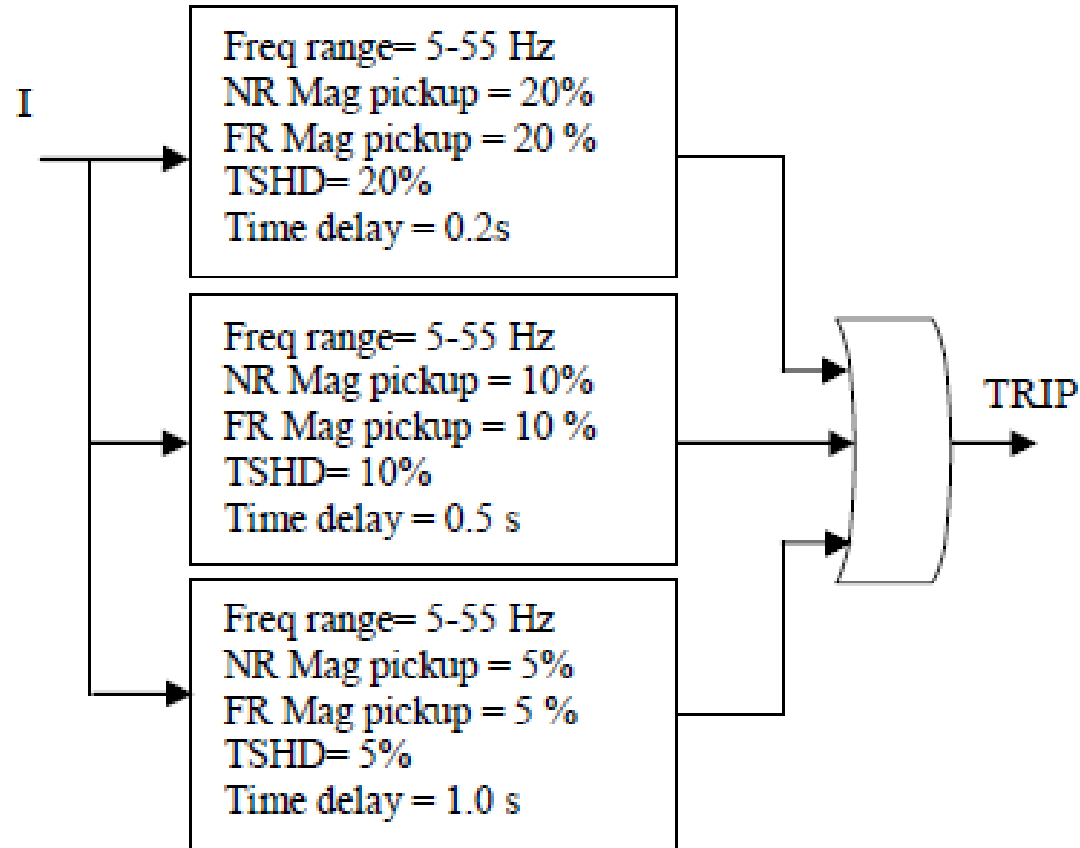 I
Freq range= 5-55 Hz
NR Mag pickup = 20%
FR Mag pickup = 20 %
TSHD= 20%
Time delay = 0.2s
Freq range= 5-55 Hz
NR Mag pickup = 10%
FR Mag pickup = 10 %
TSHD= 10%
Time delay = 0.5 s
Freq range= 5-55 Hz
NR Mag pickup = 5%
FR Mag pickup = 5 %
TSHD= 5%
Time delay = 1.0 s
TRIP